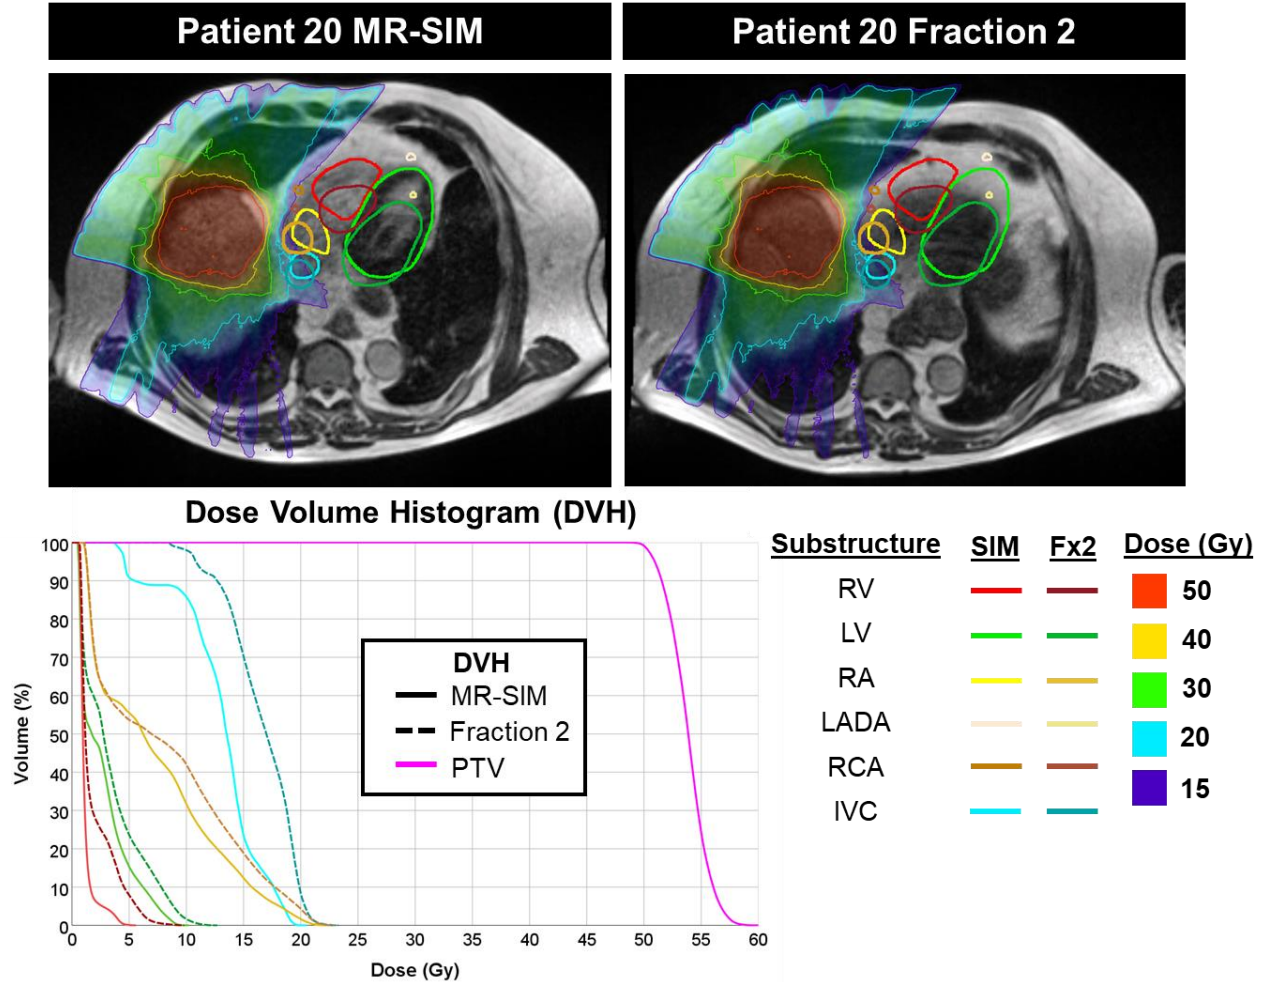 Patient 20 MR-SIM
Patient 20 Fraction 2
Dose Volume Histogram (DVH)
100
90
80
70
60
50
40
30
20
10
0
Volume (%)
0 5 10 15 20 25 30 35 40 45 50 55 60
Dose (Gy)
DVH
MR-SIM
Fraction 2
PTV
Substructure SIM Fx2 Dose (Gy)
RV
LV
RA
LADA
RCA
IVC
50
40
30
20
15